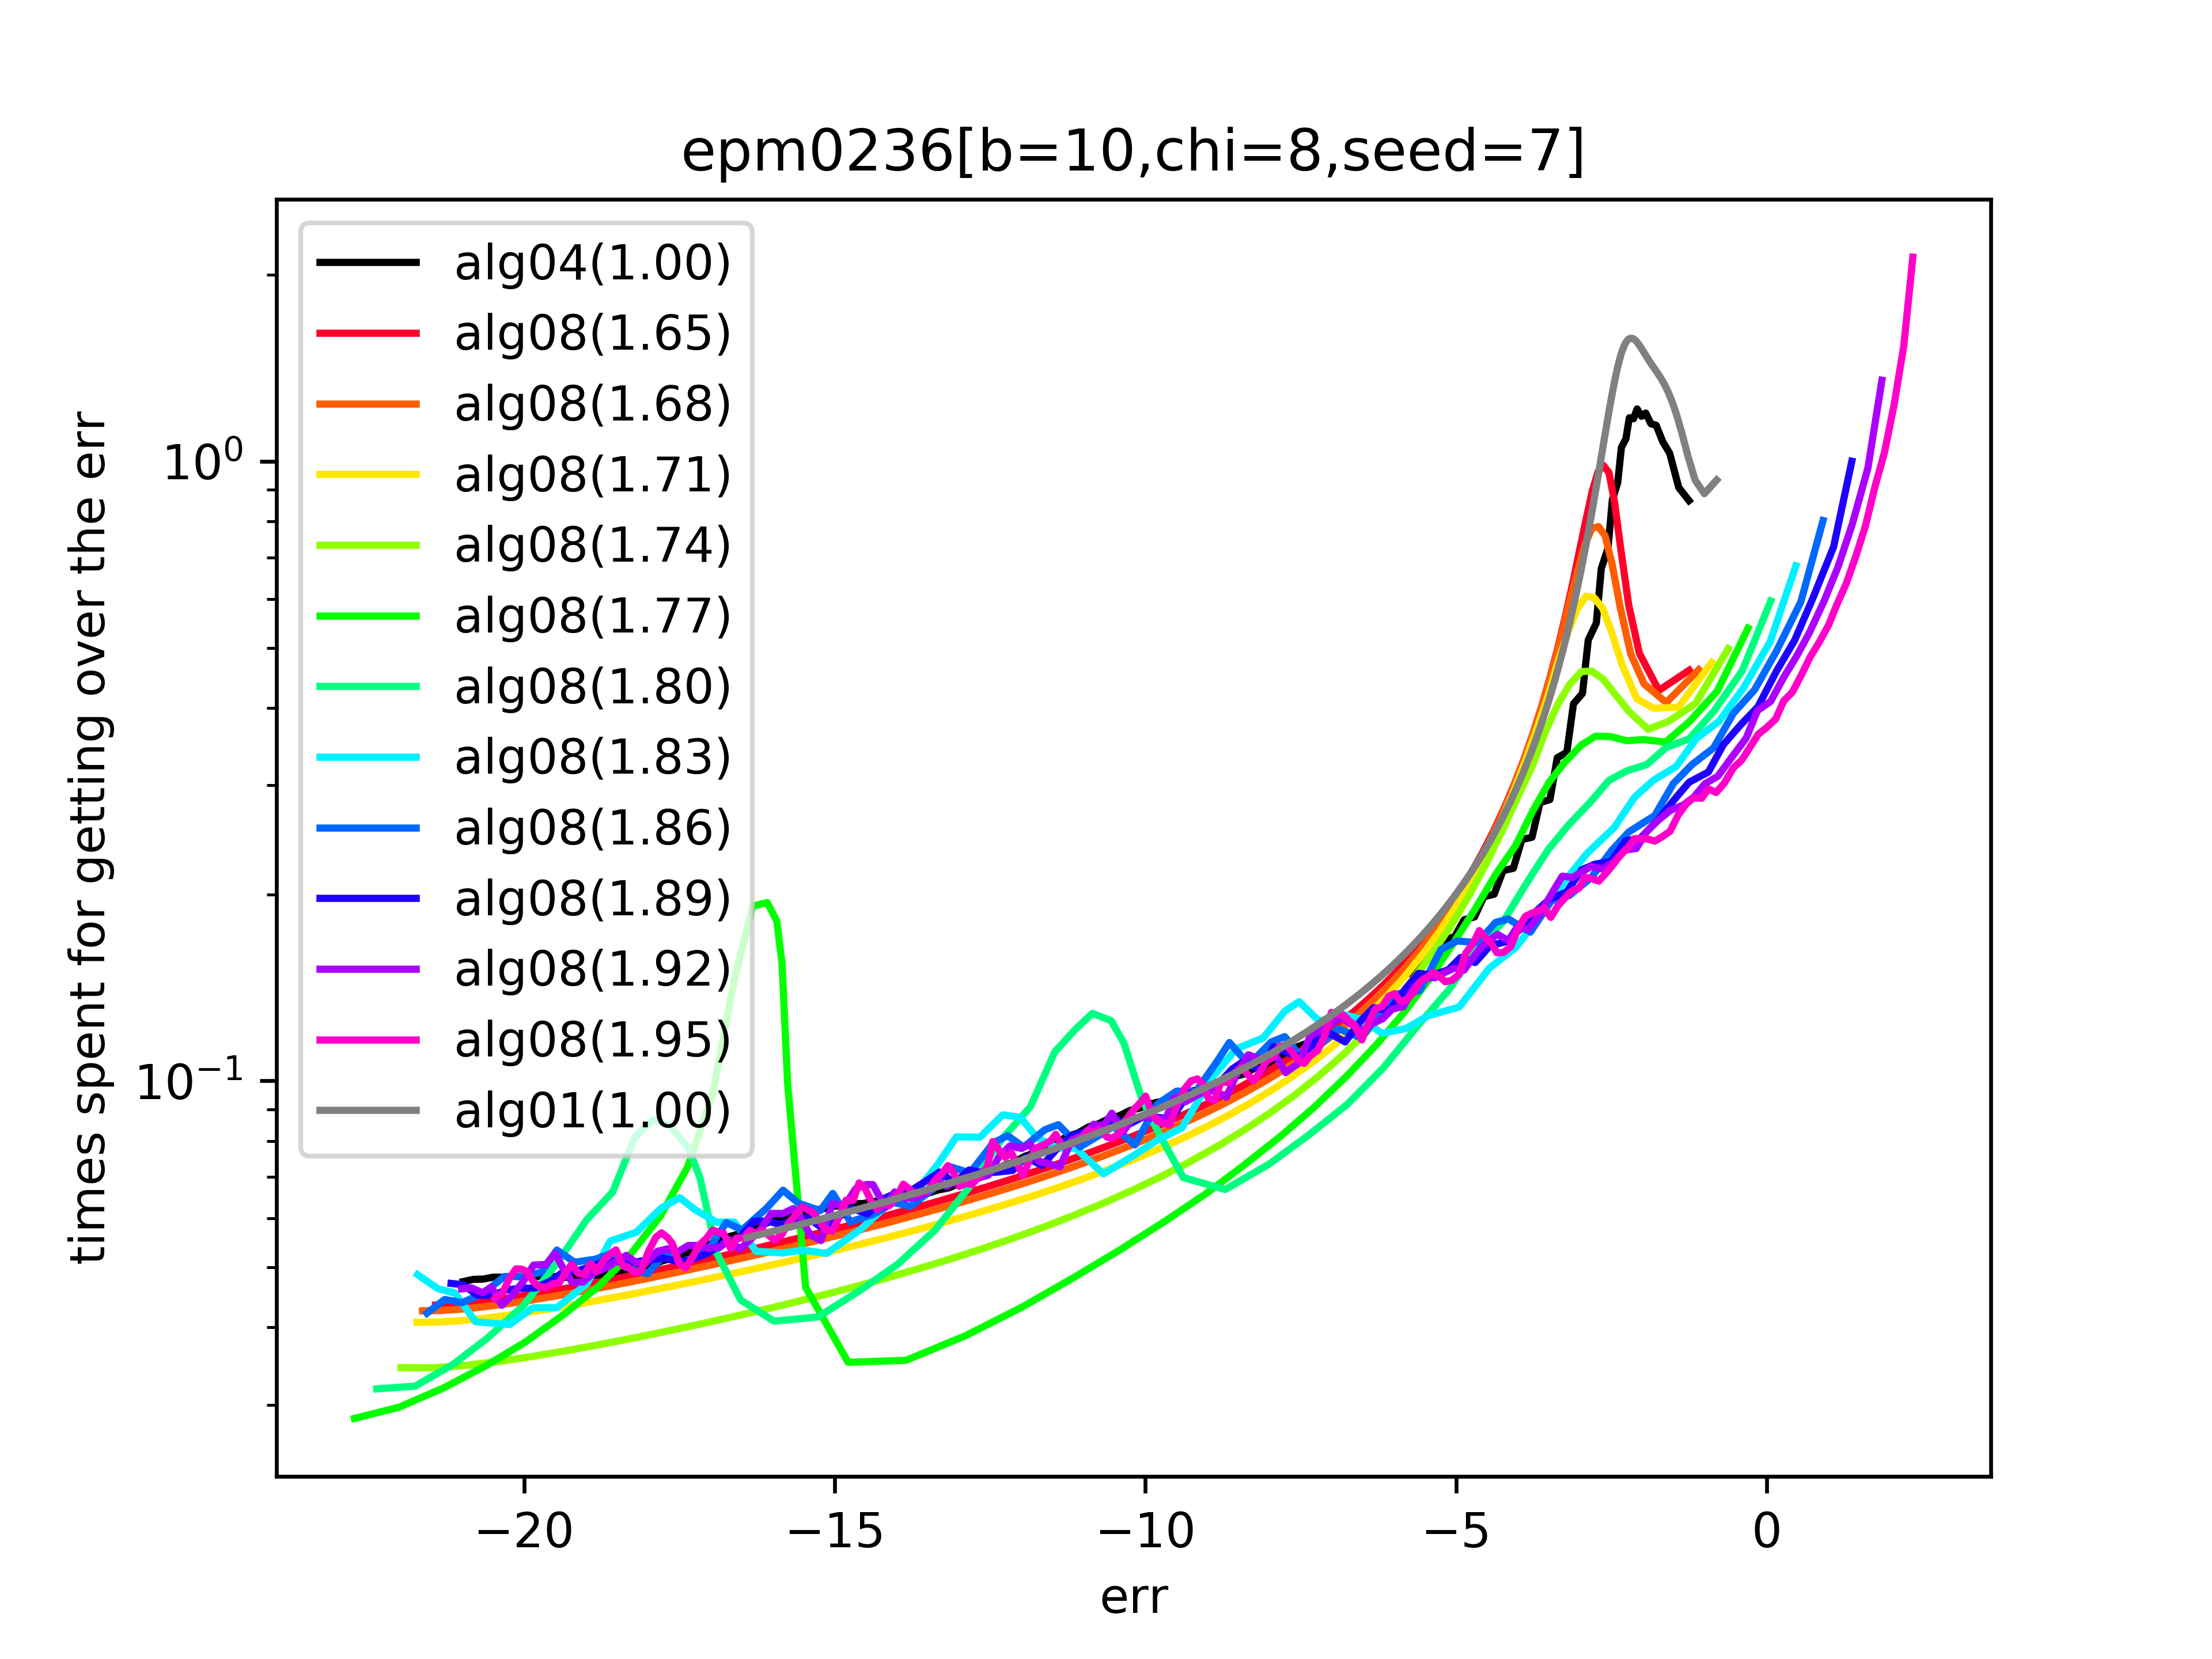 epm0236[b=10,chi=8,seed=7]
times spent for getting over the err
10⁰
10⁻¹
alg04(1.00)
alg08(1.65)
alg08(1.68)
alg08(1.71)
alg08(1.74)
alg08(1.77)
alg08(1.80)
alg08(1.83)
alg08(1.86)
alg08(1.89)
alg08(1.92)
alg08(1.95)
alg01(1.00)
−20 −15 −10 −5 0
err